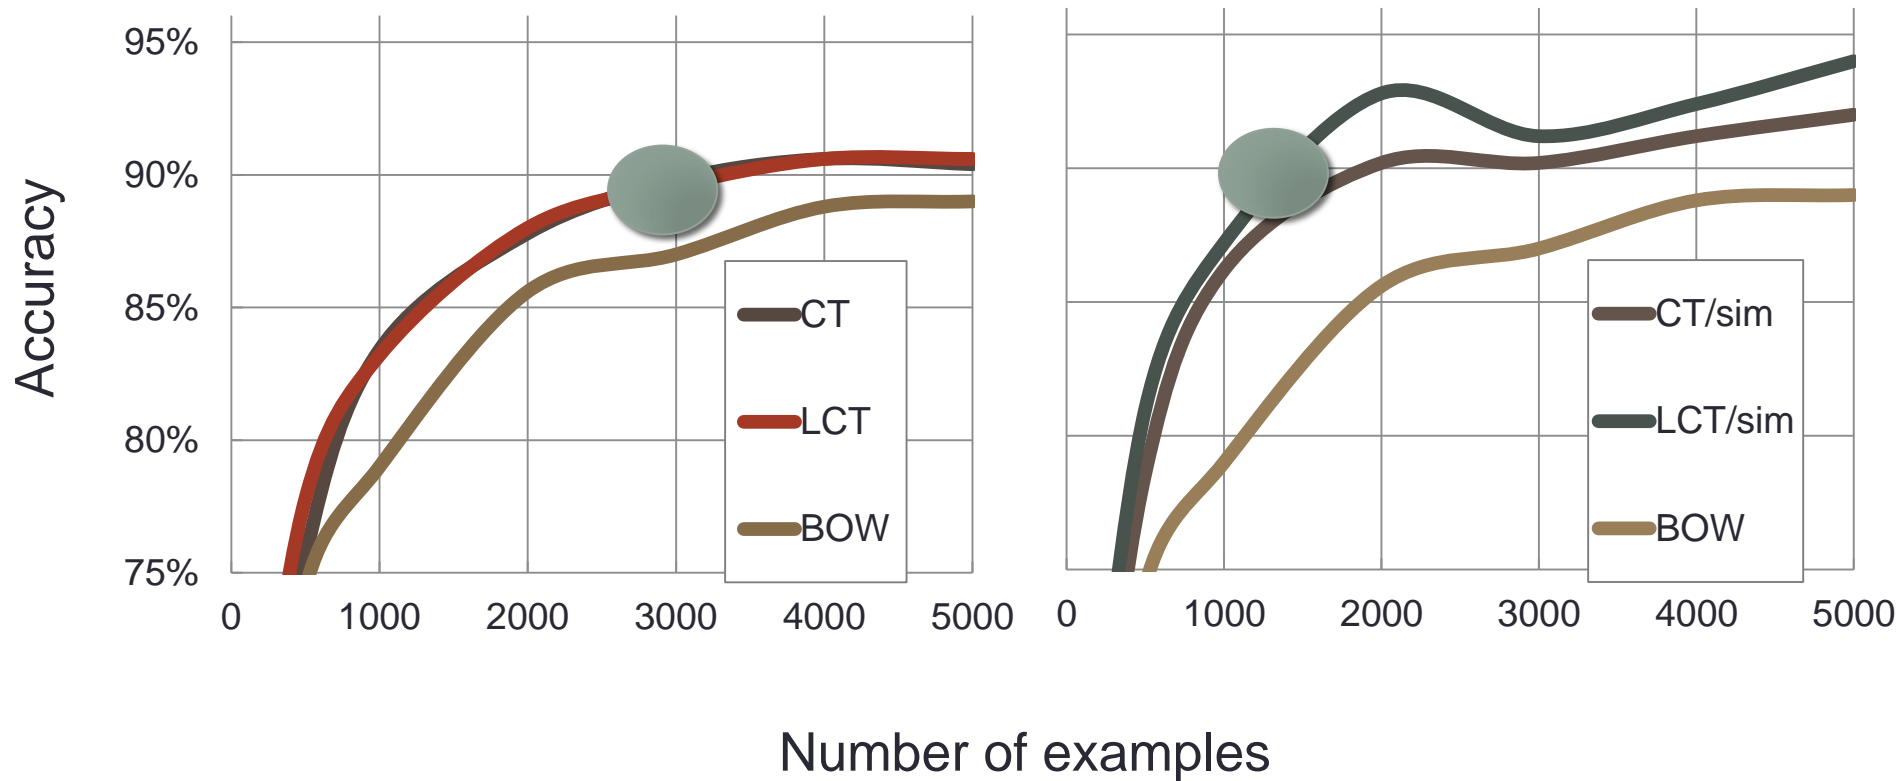 Accuracy
95%
90%
85%
80%
75%
0 1000 2000 3000 4000 5000
CT
LCT
BOW
CT/sim
LCT/sim
BOW
0 1000 2000 3000 4000 5000
Number of examples